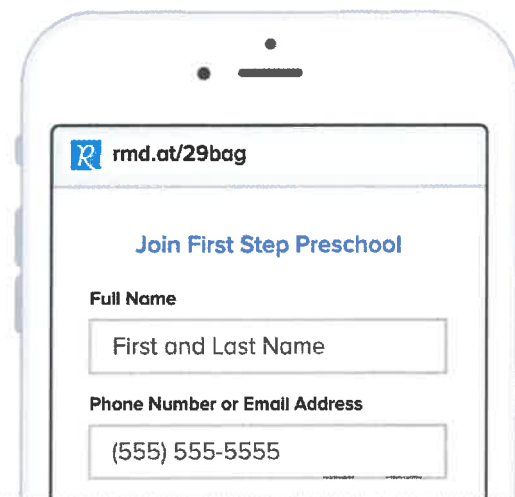 R rmd.at/29bag
Join First Step Preschool
Full Name
First and Last Name
Phone Number or Email Address
(555) 555-5555